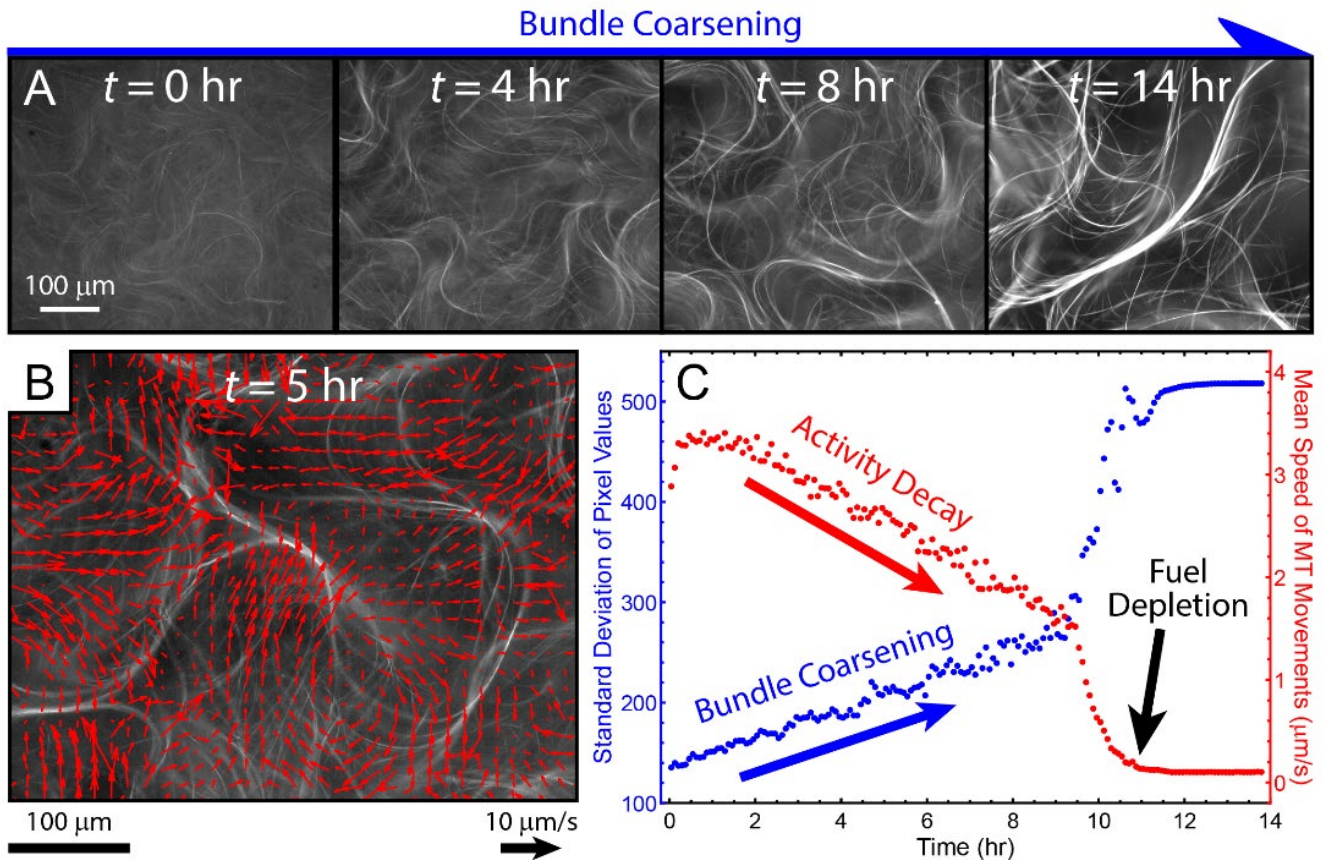 Bundle Coarsening
A
t = 0 hr
t = 4 hr
t = 8 hr
t = 14 hr
100 μm
B
t = 5 hr
100 μm
10 μm/s
C
Standard Deviation of Pixel Values
500
400
300
200
100
Activity Decay
Bundle Coarsening
Fuel
Depletion
4
3
2
1
0
Mean Speed of MT Movements (μm/s)
0 2 4 6 8 10 12 14
Time (hr)